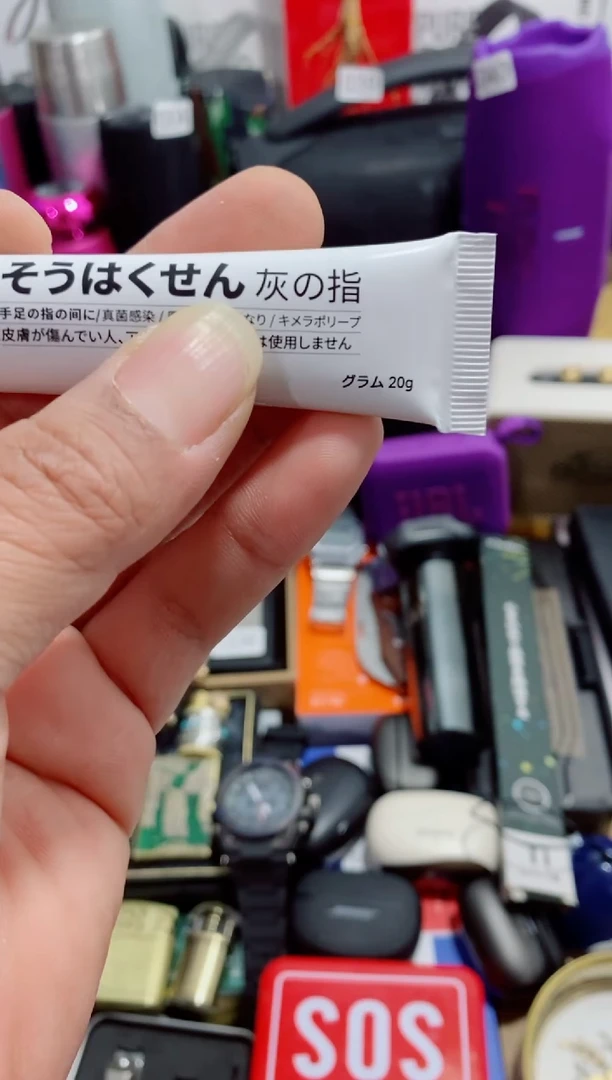 そうはくせん 灰の指
手足の指の間に/真菌感染/ なり/キメラポリープ
皮膚が傷んでい人、 は使用しません
グラム 20g
SOS